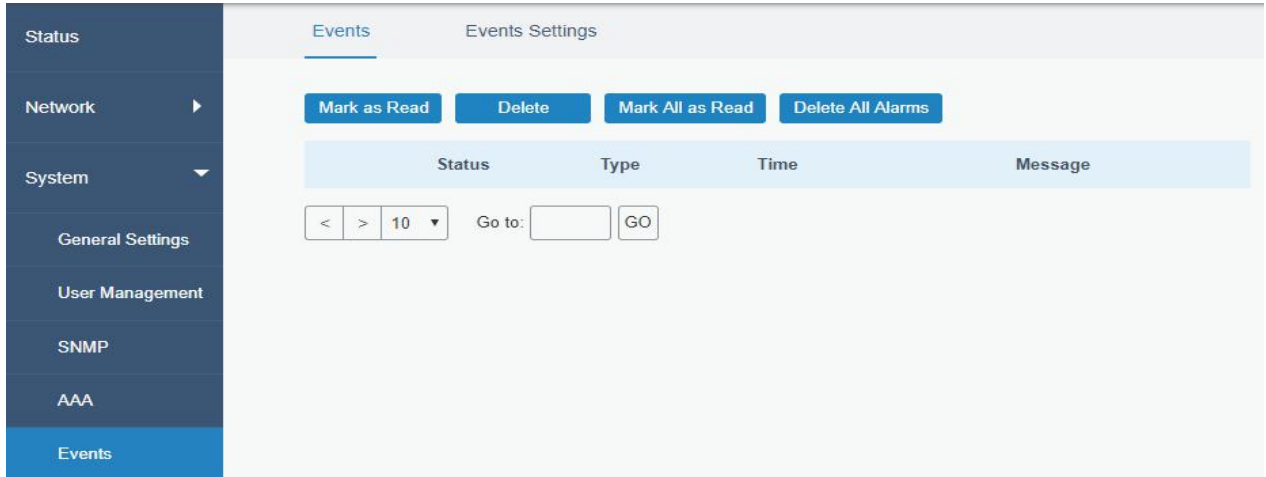 Status
Network
System
General Settings
User Management
SNMP
AAA
Events
Events Events Settings
Mark as Read Delete Mark All as Read Delete All Alarms
Status Type Time Message
< > 10 Go to: GO